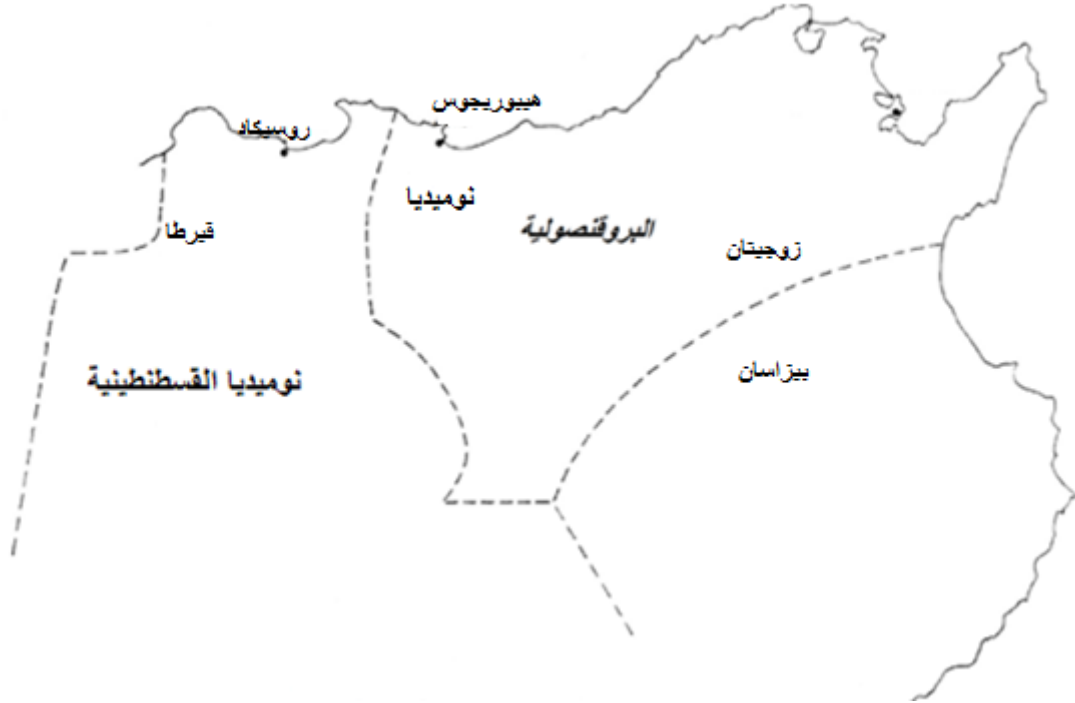 هيبوريجوس
روسيكاد
نوميديا
البروقنصولية
قيرطا
زوجيتان
بيزاسان
نوميديا القسطنطينية